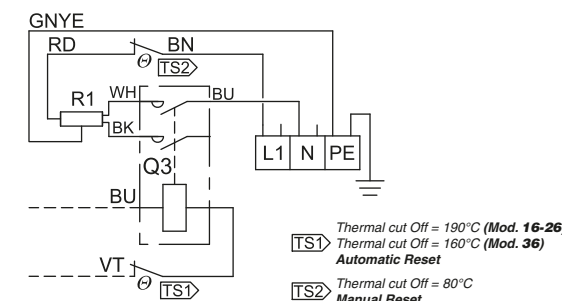 GNYE
RD
BN
Θ TS2
R1
WH
BU
BK
L1 N PE
Q3
BU
VT
Θ TS1
TS1
Thermal cut Off = 190°C (Mod. 16-26)
Thermal cut Off = 160°C (Mod. 36)
Automatic Reset
TS2
Thermal cut Off = 80°C
Manual Reset